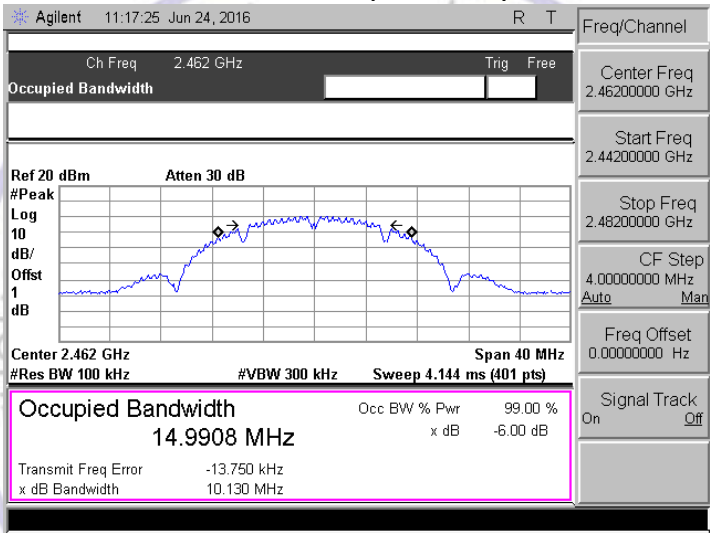 Agilent 11:17:25 Jun 24, 2016 R T
Freq/Channel
Ch Freq 2.462 GHz Trig Free
Occupied Bandwidth
Center Freq
2.46200000 GHz
Start Freq
2.44200000 GHz
Stop Freq
2.48200000 GHz
CF Step
4.00000000 MHz
Auto Man
Freq Offset
0.00000000 Hz
Signal Track
On Off
Ref 20 dBm Atten 30 dB
#Peak
Log
10
dB/
Offst
1
dB
Center 2.462 GHz Span 40 MHz
#Res BW 100 kHz #VBW 300 kHz Sweep 4.144 ms (401 pts)
Occupied Bandwidth Occ BW % Pwr 99.00 %
14.9908 MHz x dB -6.00 dB
Transmit Freq Error -13.750 kHz
x dB Bandwidth 10.130 MHz